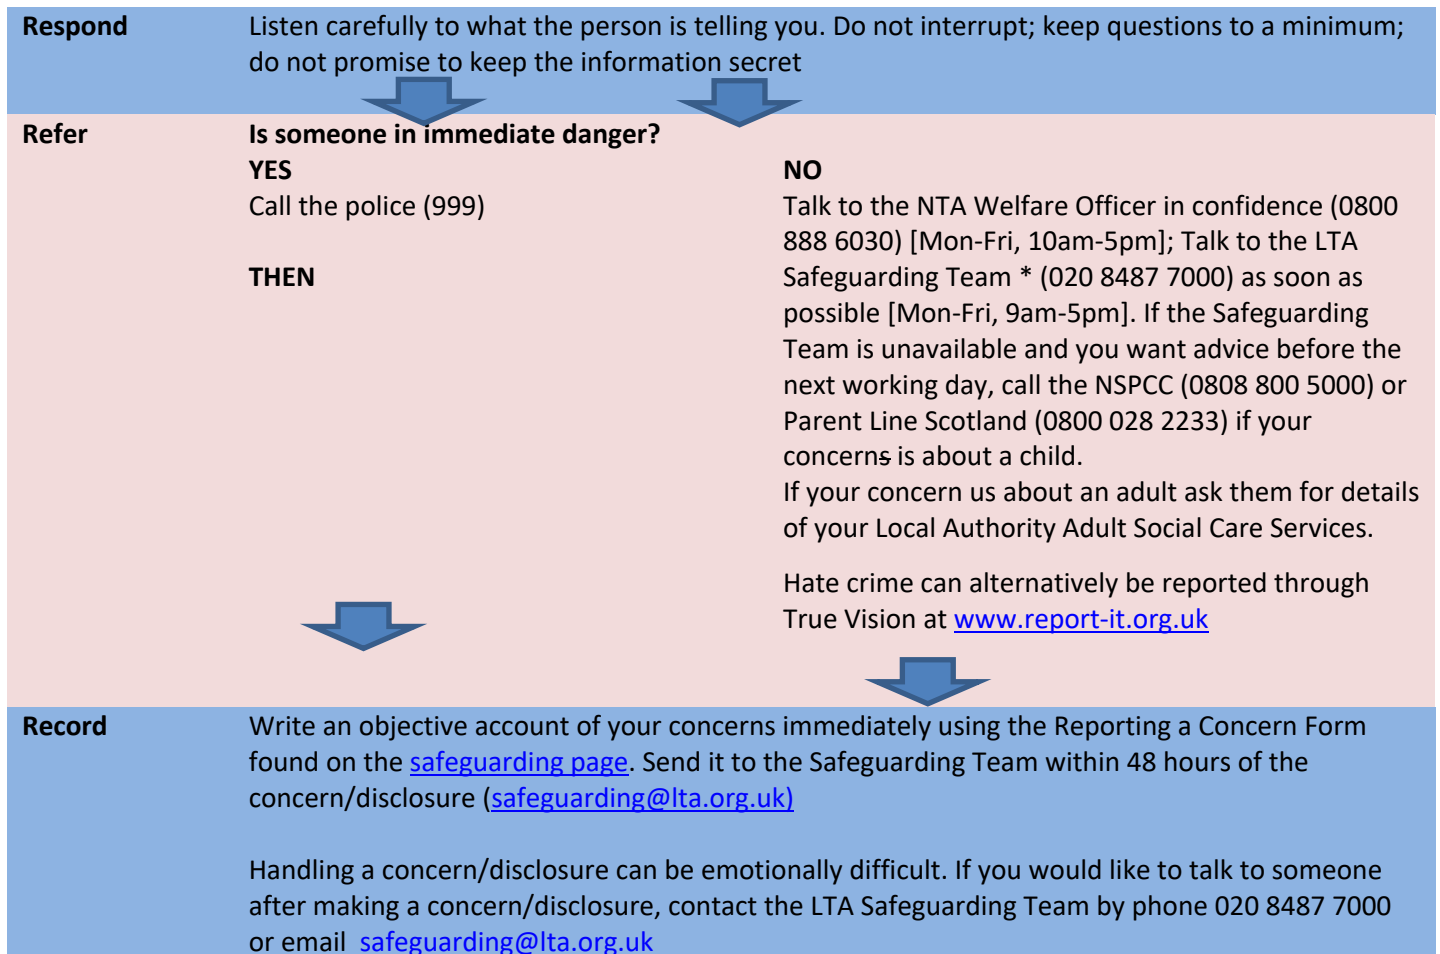 Respond
Listen carefully to what the person is telling you. Do not interrupt; keep questions to a minimum;
do not promise to keep the information secret
Refer
Is someone in immediate danger?
YES
Call the police (999)
THEN
NO
Talk to the NTA Welfare Officer in confidence (0800
888 6030) [Mon-Fri, 10am-5pm]; Talk to the LTA
Safeguarding Team * (020 8487 7000) as soon as
possible [Mon-Fri, 9am-5pm]. If the Safeguarding
Team is unavailable and you want advice before the
next working day, call the NSPCC (0808 800 5000) or
Parent Line Scotland (0800 028 2233) if your
concerns is about a child.
If your concern us about an adult ask them for details
of your Local Authority Adult Social Care Services.
Hate crime can alternatively be reported through
True Vision at www.report-it.org.uk
Record
Write an objective account of your concerns immediately using the Reporting a Concern Form
found on the safeguarding page. Send it to the Safeguarding Team within 48 hours of the
concern/disclosure (safeguarding@lta.org.uk)
Handling a concern/disclosure can be emotionally difficult. If you would like to talk to someone
after making a concern/disclosure, contact the LTA Safeguarding Team by phone 020 8487 7000
or email safeguarding@lta.org.uk